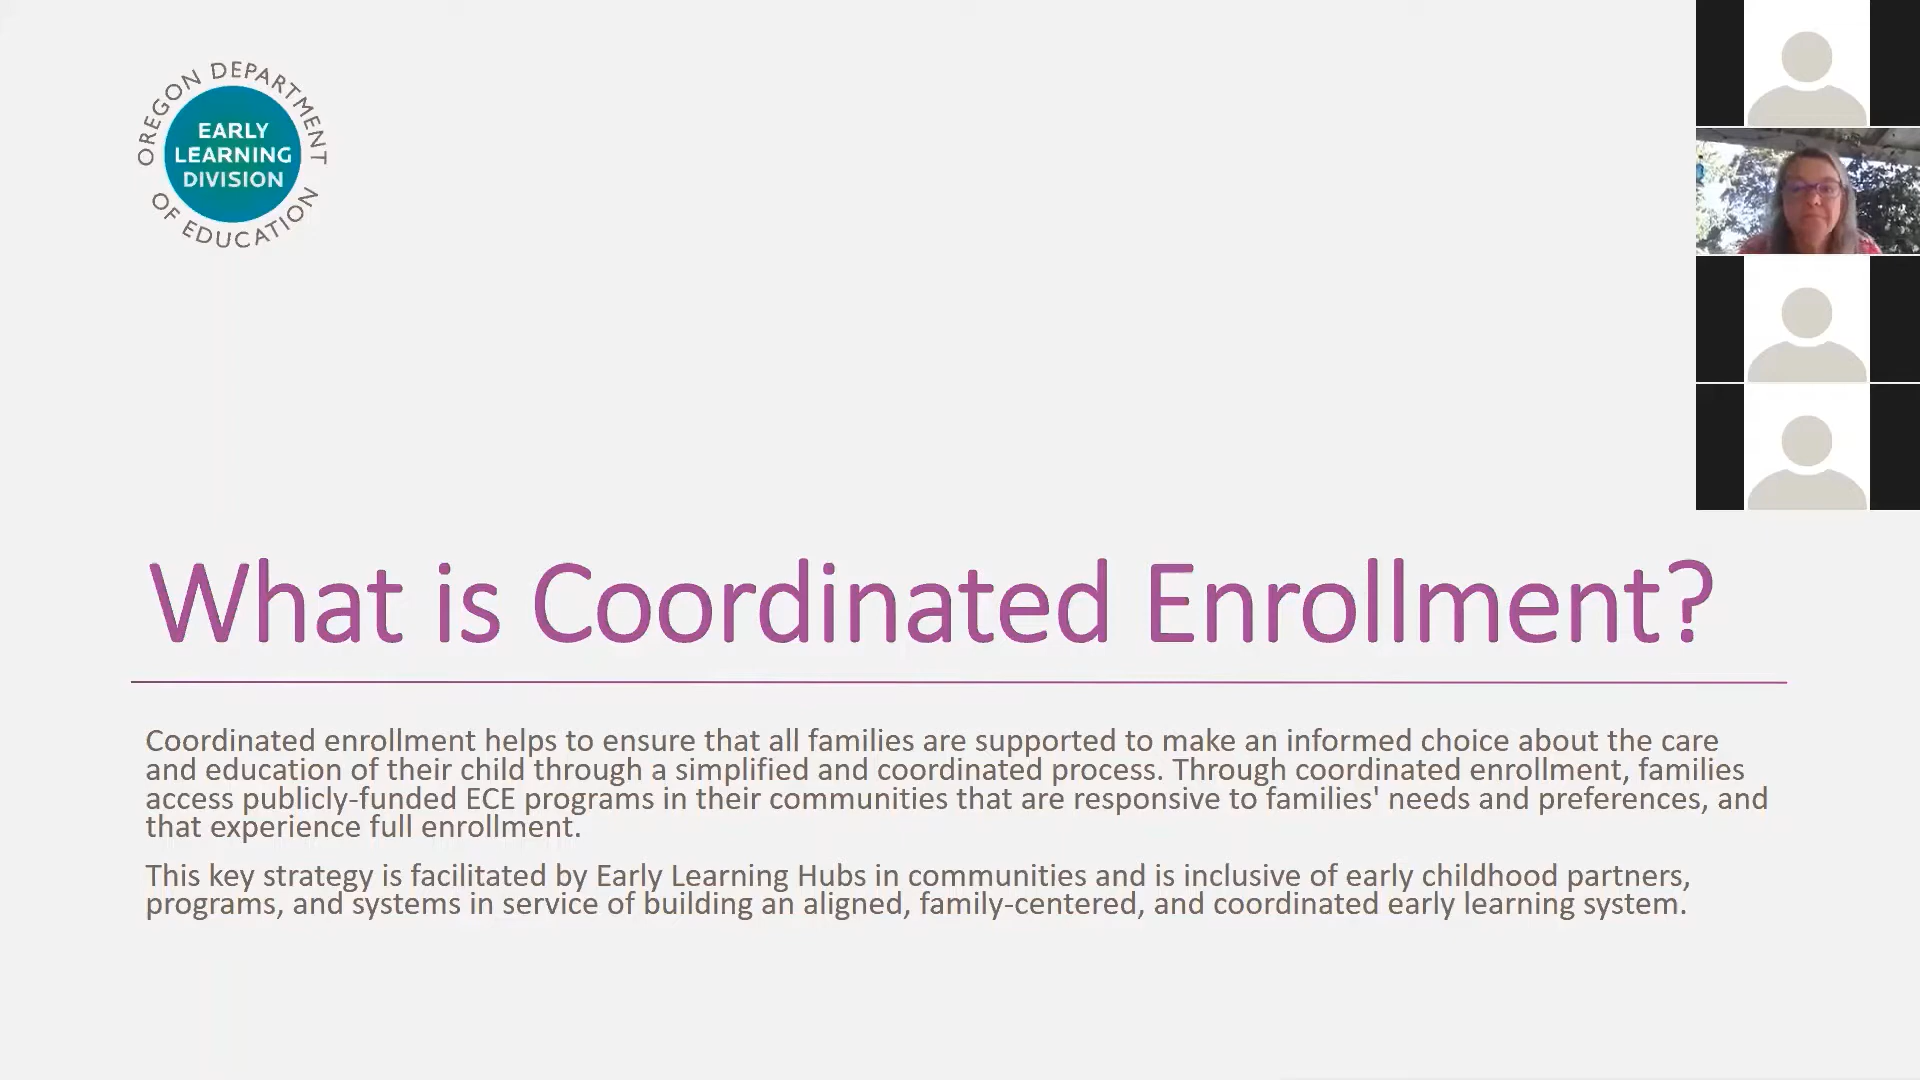 OREGON DEPARTMENT
OF EDUCATION
EARLY
LEARNING
DIVISION
What is Coordinated Enrollment?
Coordinated enrollment helps to ensure that all families are supported to make an informed choice about the care
and education of their child through a simplified and coordinated process. Through coordinated enrollment, families
access publicly-funded ECE programs in their communities that are responsive to families' needs and preferences, and
that experience full enrollment.
This key strategy is facilitated by Early Learning Hubs in communities and is inclusive of early childhood partners,
programs, and systems in service of building an aligned, family-centered, and coordinated early learning system.